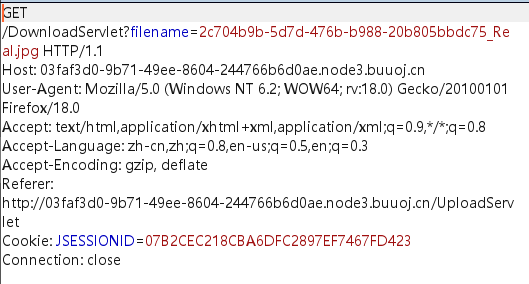 GET
/DownloadServlet?filename=2c704b9b-5d7d-476b-b988-20b805bbdc75_Re
al.jpg HTTP/1.1
Host: 03faf3d0-9b71-49ee-8604-244766b6d0ae.node3.buuoj.cn
User-Agent: Mozilla/5.0 (Windows NT 6.2; WOW64; rv:18.0) Gecko/20100101
Firefox/18.0
Accept: text/html,application/xhtml+xml,application/xml;q=0.9,*/*;q=0.8
Accept-Language: zh-cn,zh;q=0.8,en-us;q=0.5,en;q=0.3
Accept-Encoding: gzip, deflate
Referer:
http://03faf3d0-9b71-49ee-8604-244766b6d0ae.node3.buuoj.cn/UploadServ
let
Cookie: JSESSIONID=07B2CEC218CBA6DFC2897EF7467FD423
Connection: close